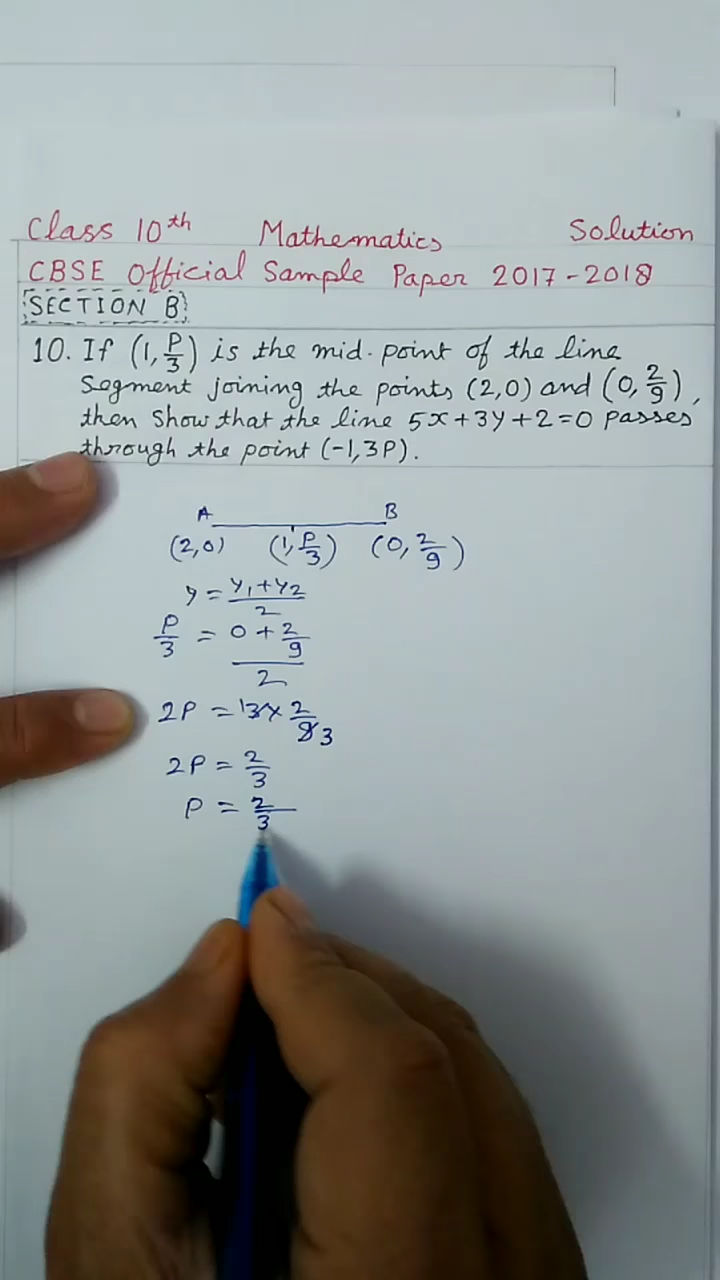 Class 10th Mathematics Solution
CBSE Official Sample Paper 2017-2018
SECTION B
10. If (1, P/3) is the mid-point of the line
Segment joining the points (2,0) and (0, 2/9),
then Show that the line 5x+3y+2=0 passes
through the point (-1, 3P).
A B
(2,0) (1, P/3) (0, 2/9)
y = (y1+y2)/2
P/3 = (0 + 2/9)/2
2P = 13 × 2/9 3
2P = 2/3
P = 2/3